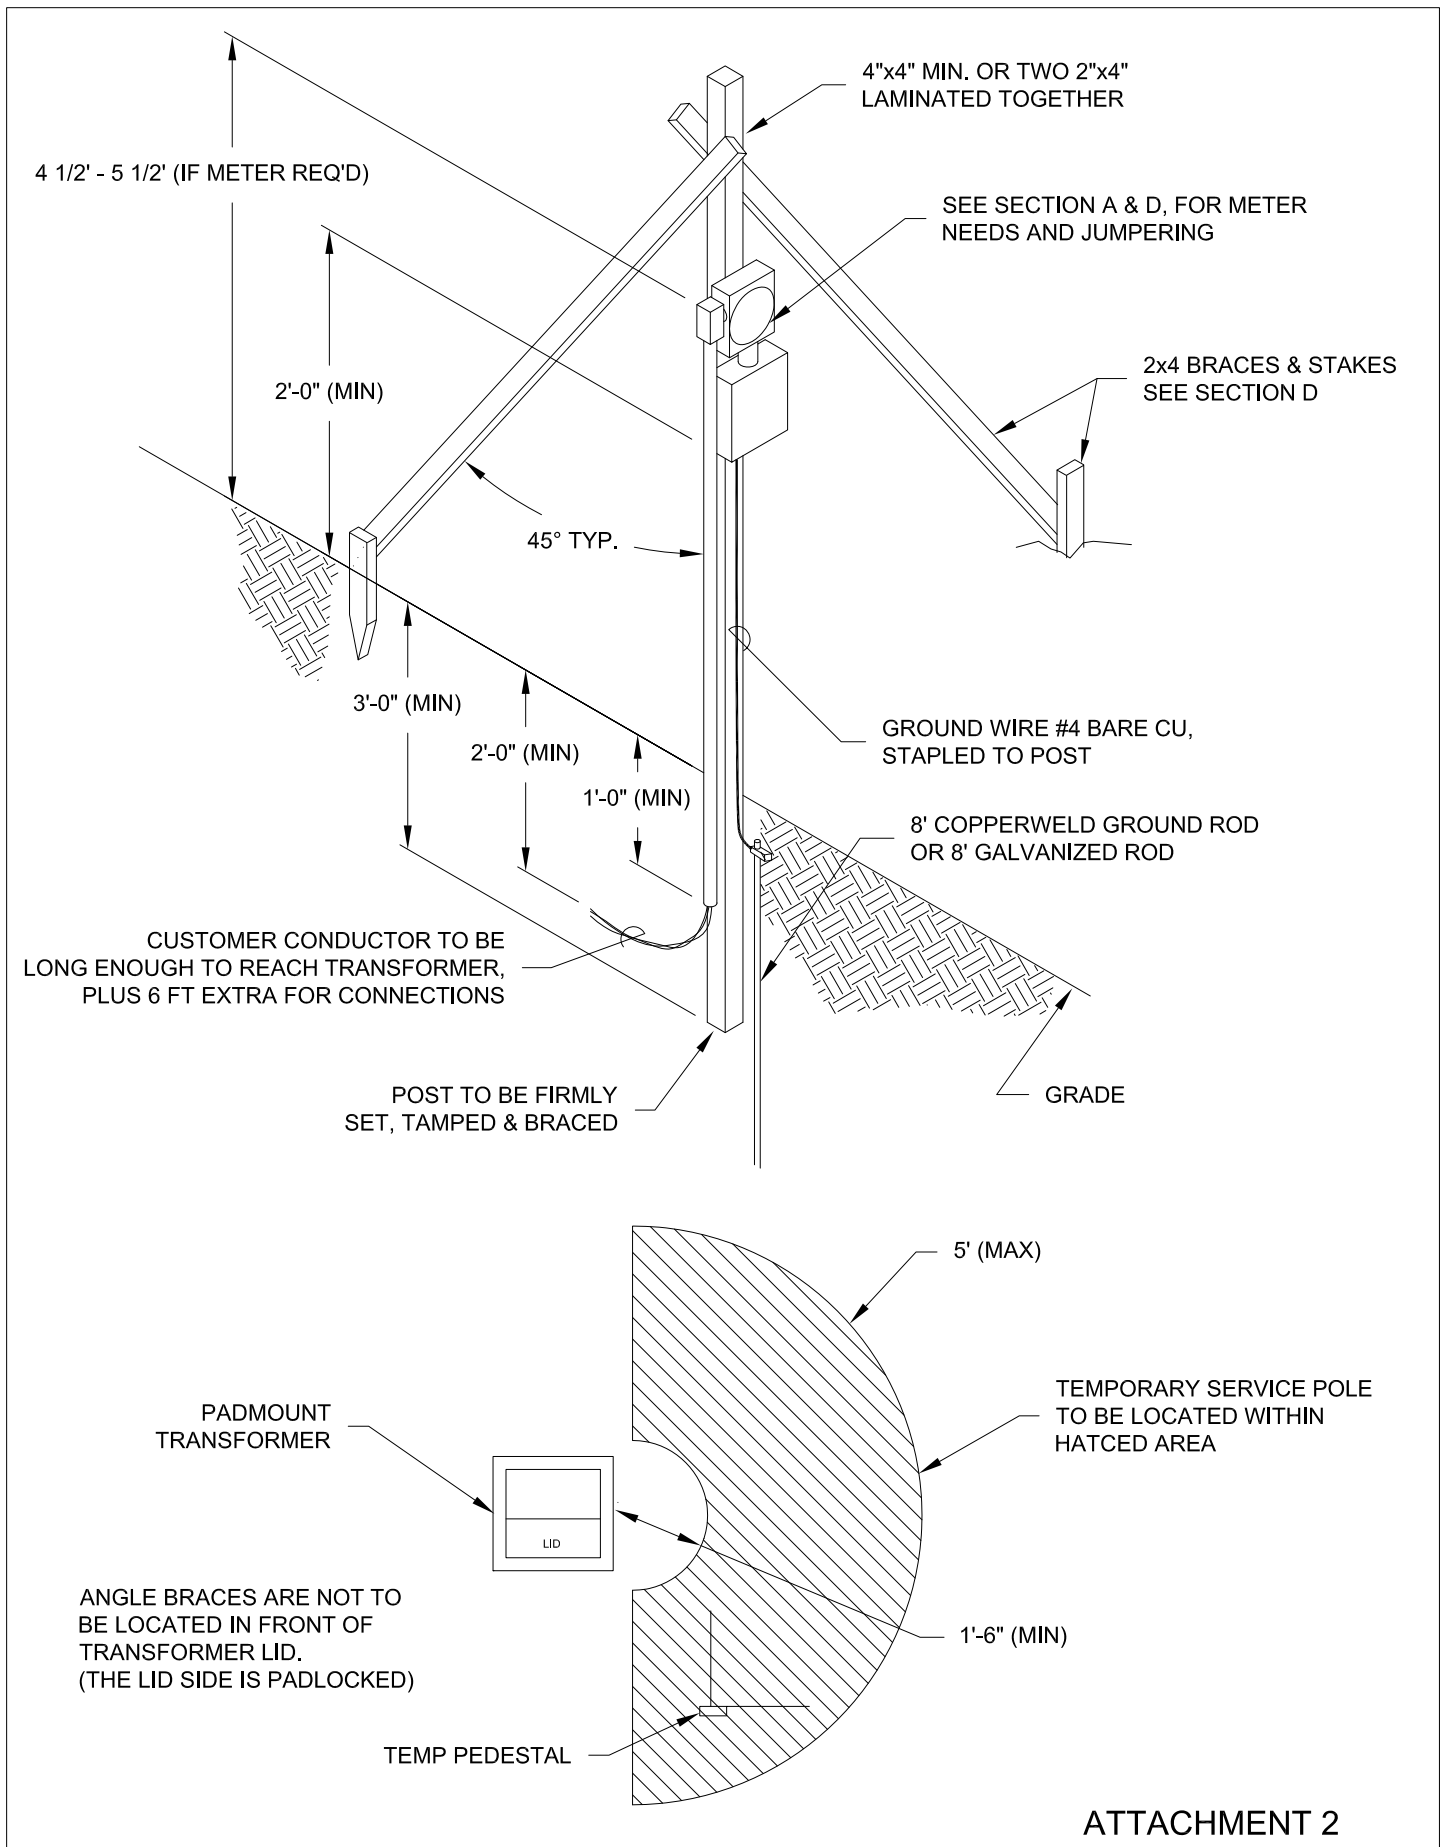 4"x4" MIN. OR TWO 2"x4"
LAMINATED TOGETHER
4 1/2' - 5 1/2' (IF METER REQ'D)
SEE SECTION A & D, FOR METER
NEEDS AND JUMPERING
2x4 BRACES & STAKES
SEE SECTION D
2'-0" (MIN)
45° TYP.
3'-0" (MIN)
2'-0" (MIN)
1'-0" (MIN)
GROUND WIRE #4 BARE CU,
STAPLED TO POST
8' COPPERWELD GROUND ROD
OR 8' GALVANIZED ROD
CUSTOMER CONDUCTOR TO BE
LONG ENOUGH TO REACH TRANSFORMER,
PLUS 6 FT EXTRA FOR CONNECTIONS
POST TO BE FIRMLY
SET, TAMPED & BRACED
GRADE
5' (MAX)
PADMOUNT
TRANSFORMER
TEMPORARY SERVICE POLE
TO BE LOCATED WITHIN
HATCED AREA
LID
ANGLE BRACES ARE NOT TO
BE LOCATED IN FRONT OF
TRANSFORMER LID.
(THE LID SIDE IS PADLOCKED)
1'-6" (MIN)
TEMP PEDESTAL
ATTACHMENT 2